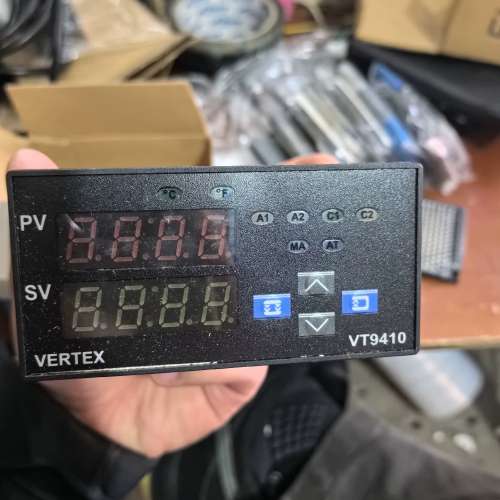 °C °F
PV
A1 A2 C1 C2
MA AT
SV
VERTEX VT9410